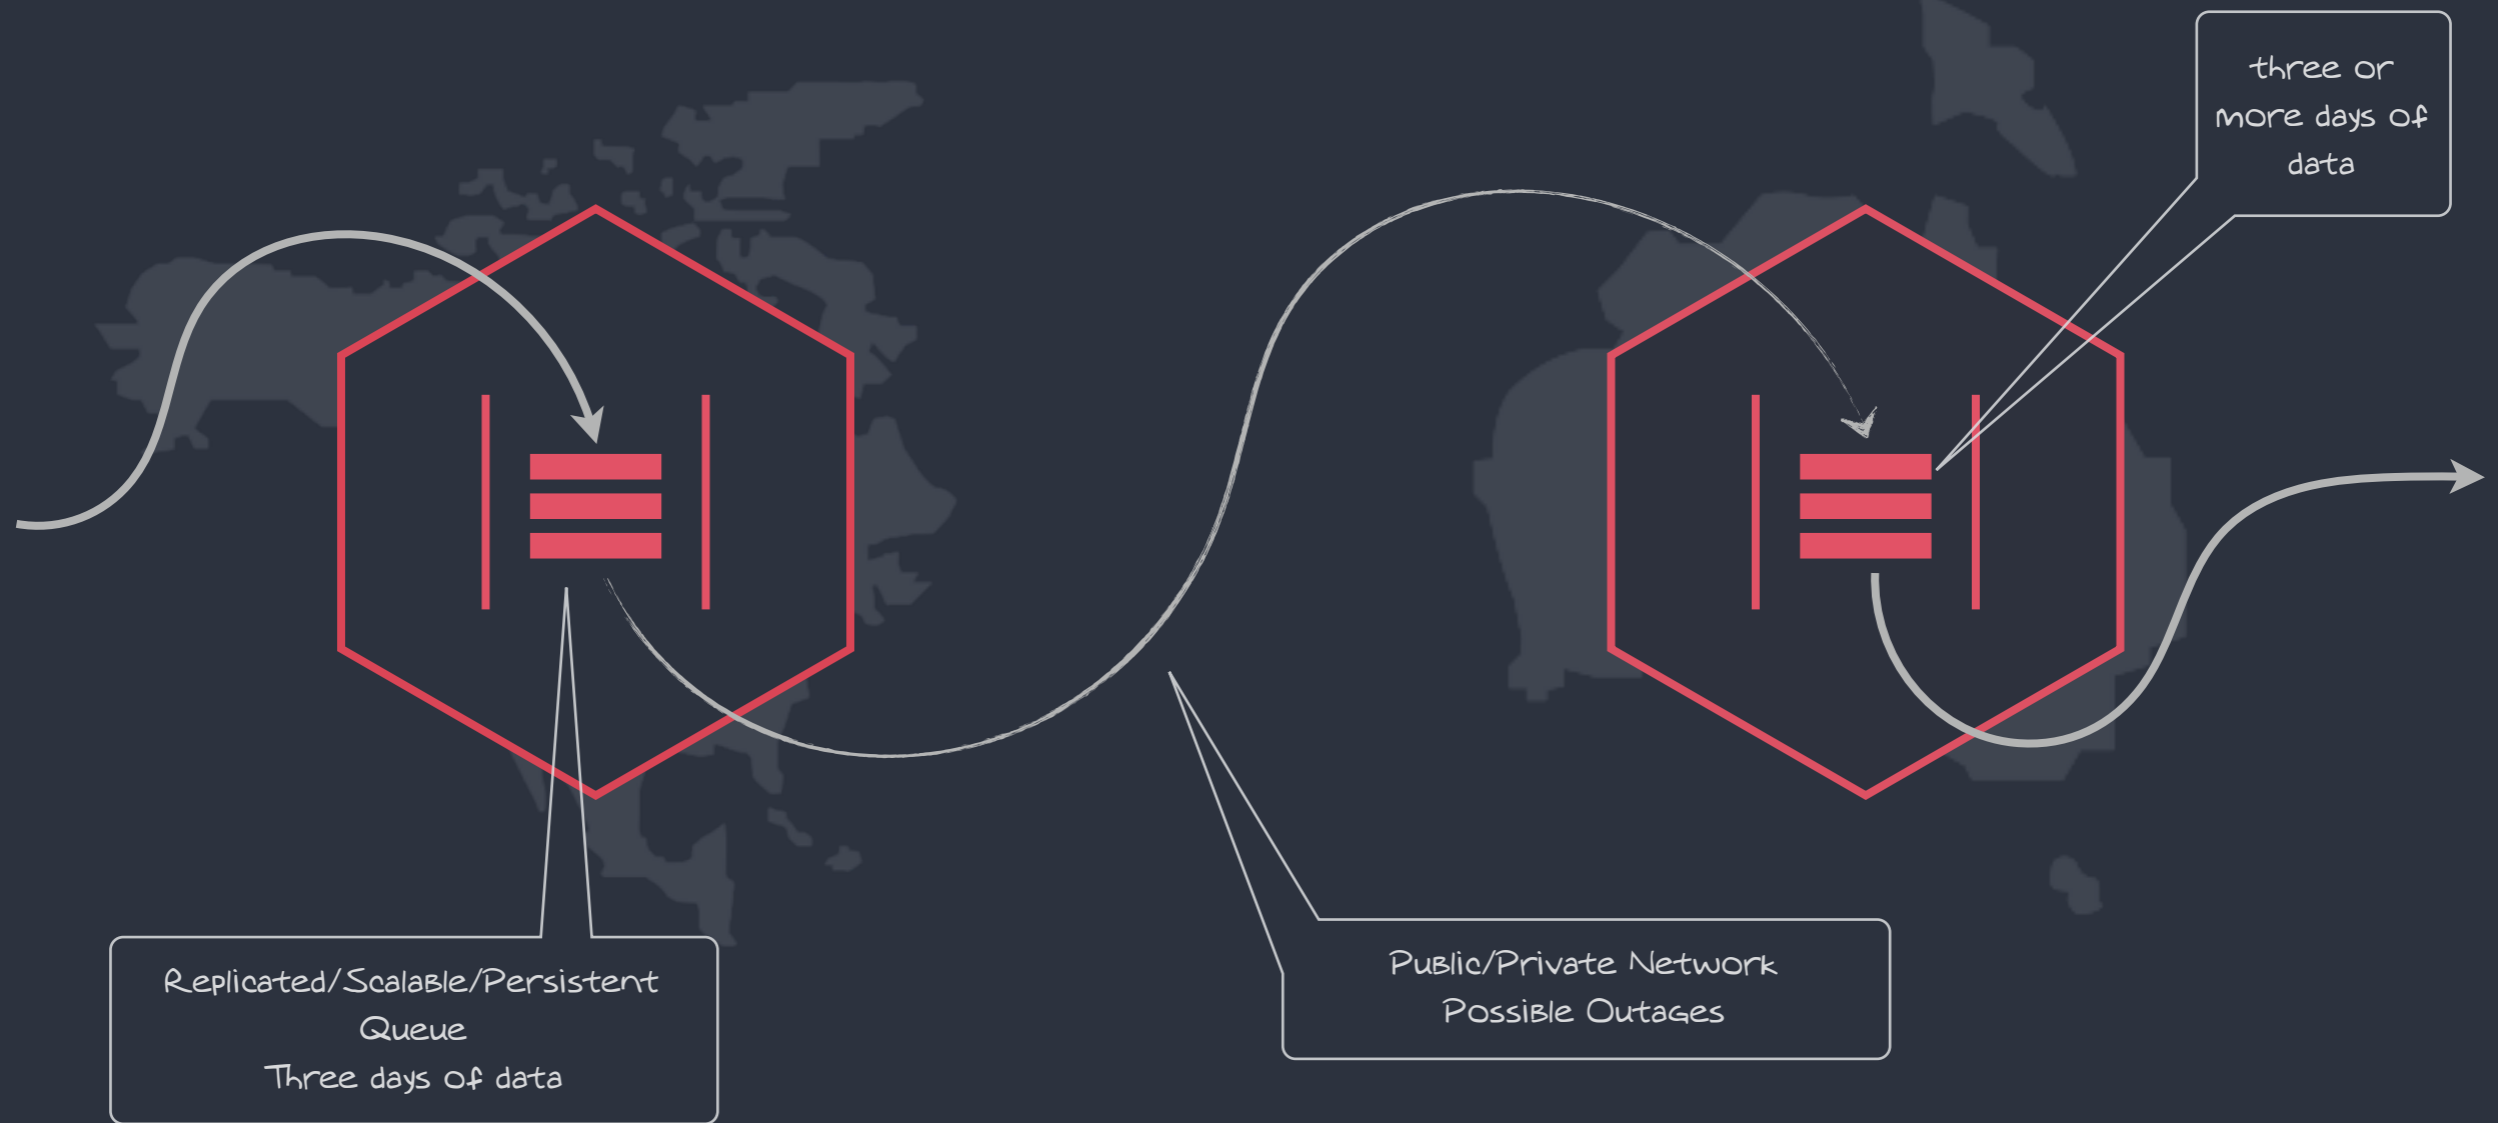 three or
more days of
data
Replicated/Scalable/Persistent
Queue
Three days of data
Public/Private Network
Possible Outages